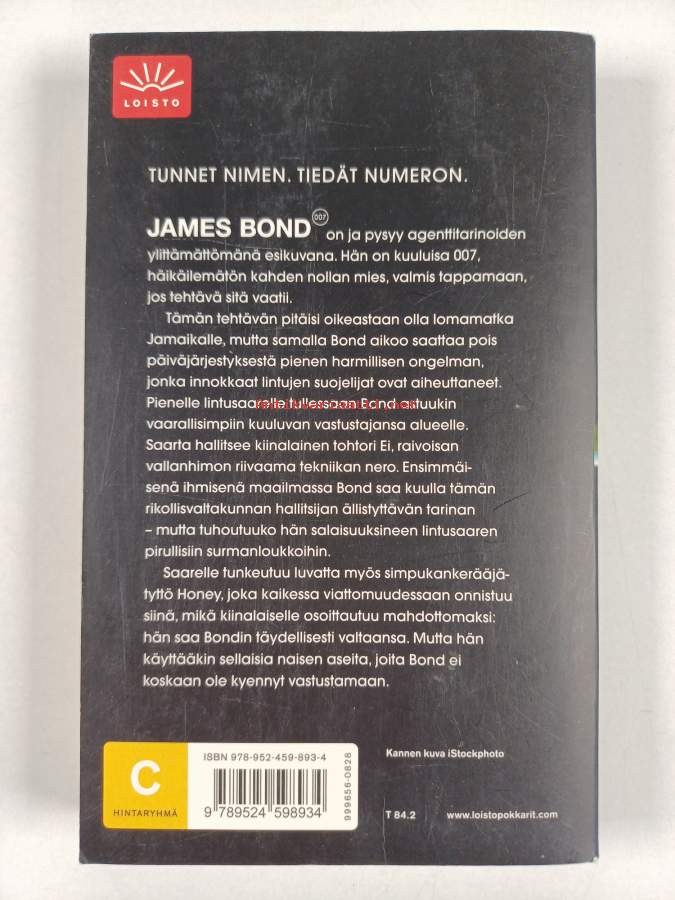 LOISTO
TUNNET NIMEN. TIEDÄT NUMERON.
JAMES BOND 007 on ja pysyy agenttitarinoiden
ylittämättömänä esikuvana. Hän on kuuluisa 007,
häikäilemätön kahden nollan mies, valmis tappamaan,
jos tehtävä sitä vaatii.
Tämän tehtävän pitäisi oikeastaan olla lomamatka
Jamaikalle, mutta samalla Bond aikoo saattaa pois
päiväjärjestyksestä pienen harmillisen ongelman,
jonka innokkaat lintujen suojelijat ovat aiheuttaneet.
Pienelle lintusaarelle tullessaan Bond astuukin
vaarallisimpiin kuuluvan vastustajansa alueelle.
Saarta hallitsee kiinalainen tohtori Ei, raivoisan
vallanhimon riivaama tekniikan nero. Ensimmäi-
senä ihmisenä maailmassa Bond saa kuulla tämän
rikollisvaltakunnan hallitsijan ällistyttävän tarinan
– mutta tuhoutuuko hän salaisuuksineen lintusaaren
pirullisiin surmanloukkoihin.
Saarelle tunkeutuu luvatta myös simpukankerääjä-
tyttö Honey, joka kaikessa viattomuudessaan onnistuu
siinä, mikä kiinalaiselle osoittautuu mahdottomaksi:
hän saa Bondin täydellisesti valtaansa. Mutta hän
käyttääkin sellaisia naisen aseita, joita Bond ei
koskaan ole kyennyt vastustamaan.
C
HINTARYHMÄ
ISBN 978-952-459-893-4
9 789524 598934
999656-0828
Kannen kuva iStockphoto
T 84.2
www.loistopokkarit.com